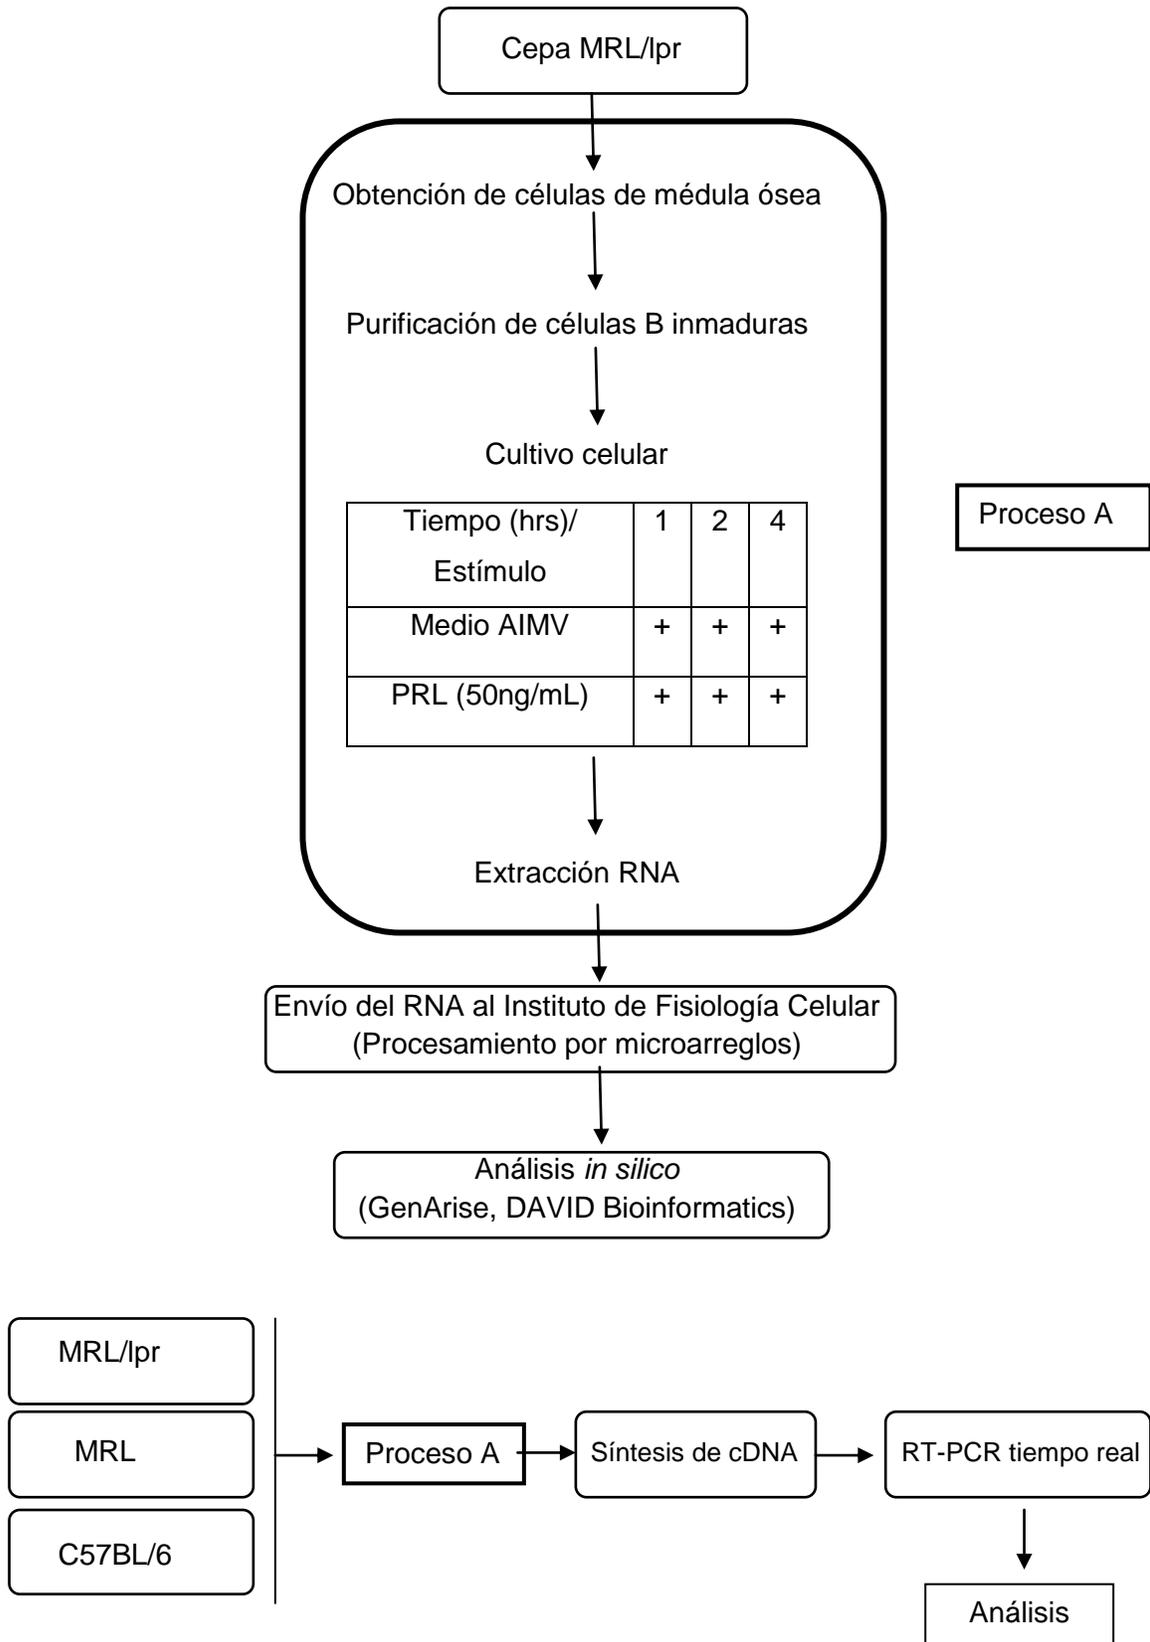 Cepa MRL/lpr
Obtención de células de médula ósea
Purificación de células B inmaduras
Cultivo celular
Tiempo (hrs)/ 1 2 4
Estímulo
Medio AIMV + + +
PRL (50ng/mL) + + +
Proceso A
Extracción RNA
Envío del RNA al Instituto de Fisiología Celular
(Procesamiento por microarreglos)
Análisis in silico
(GenArise, DAVID Bioinformatics)
MRL/lpr
MRL
C57BL/6
Proceso A
Síntesis de cDNA
RT-PCR tiempo real
Análisis